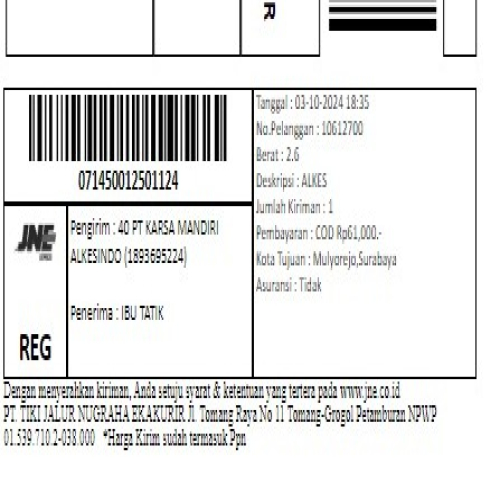 R
071450012501124
JNE
Pengirim : 40 PT KARSA MANDIRI
ALKESINDO (1893695224)
Penerima : IBU TATIK
REG
Tanggal : 03-10-2024 18:35
No.Pelanggan : 10612700
Berat : 2,6
Deskripsi : ALKES
Jumlah Kiriman : 1
Pembayaran : COD Rp61,000.-
Kota Tujuan : Mulyorejo,Surabaya
Asuransi : Tidak
Dengan menyerahkan kiriman, Anda setuju syarat & ketentuan yang tertera pada www.jne.co.id
PT. TIKI JALUR NUGRAHA EKAKURIR Jl. Tomang Raya No 11 Tomang-Grogol Petamburan NPWP
01.539.710.2-038.000 *Harga Kirim sudah termasuk Ppn